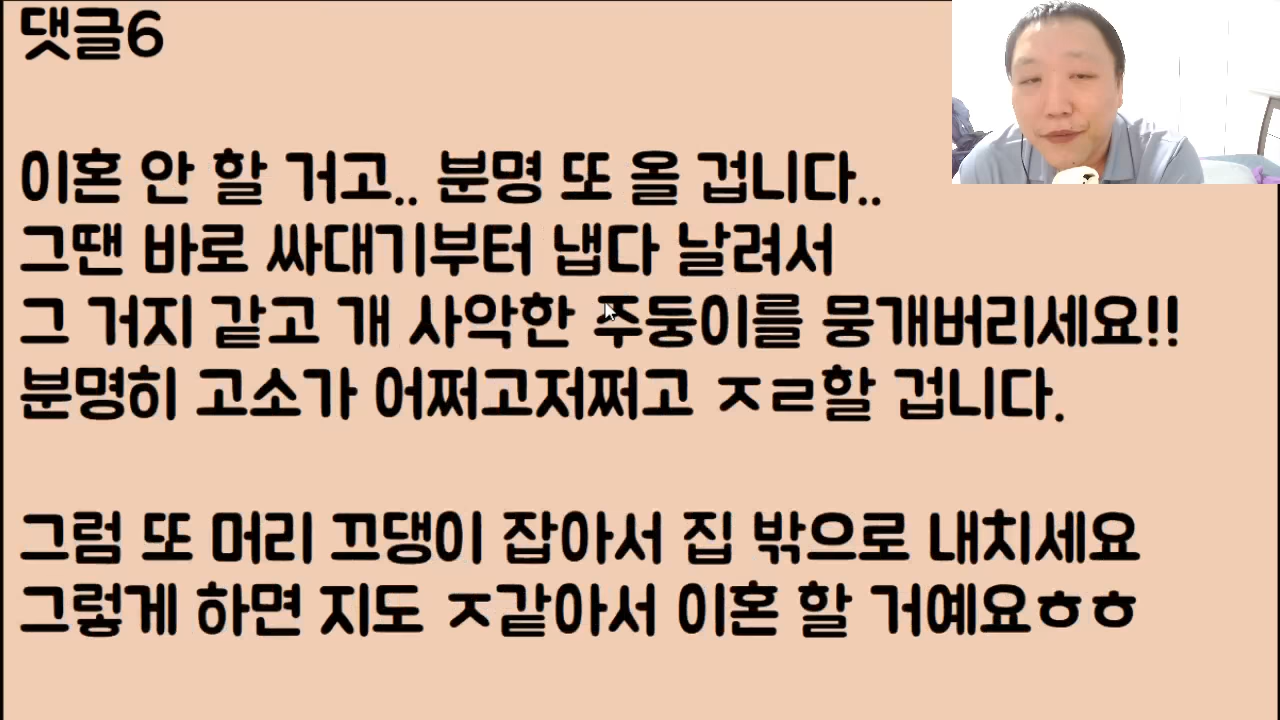 댓글6
이혼 안 할 거고.. 분명 또 올 겁니다..
그땐 바로 싸대기부터 냅다 날려서
그 거지 같고 개 사악한 주둥이를 뭉개버리세요!!
분명히 고소가 어쩌고저쩌고 ㅈㄹ할 겁니다.
그럼 또 머리 끄댕이 잡아서 집 밖으로 내치세요
그렇게 하면 지도 ㅈ같아서 이혼 할 거예요ㅎㅎ